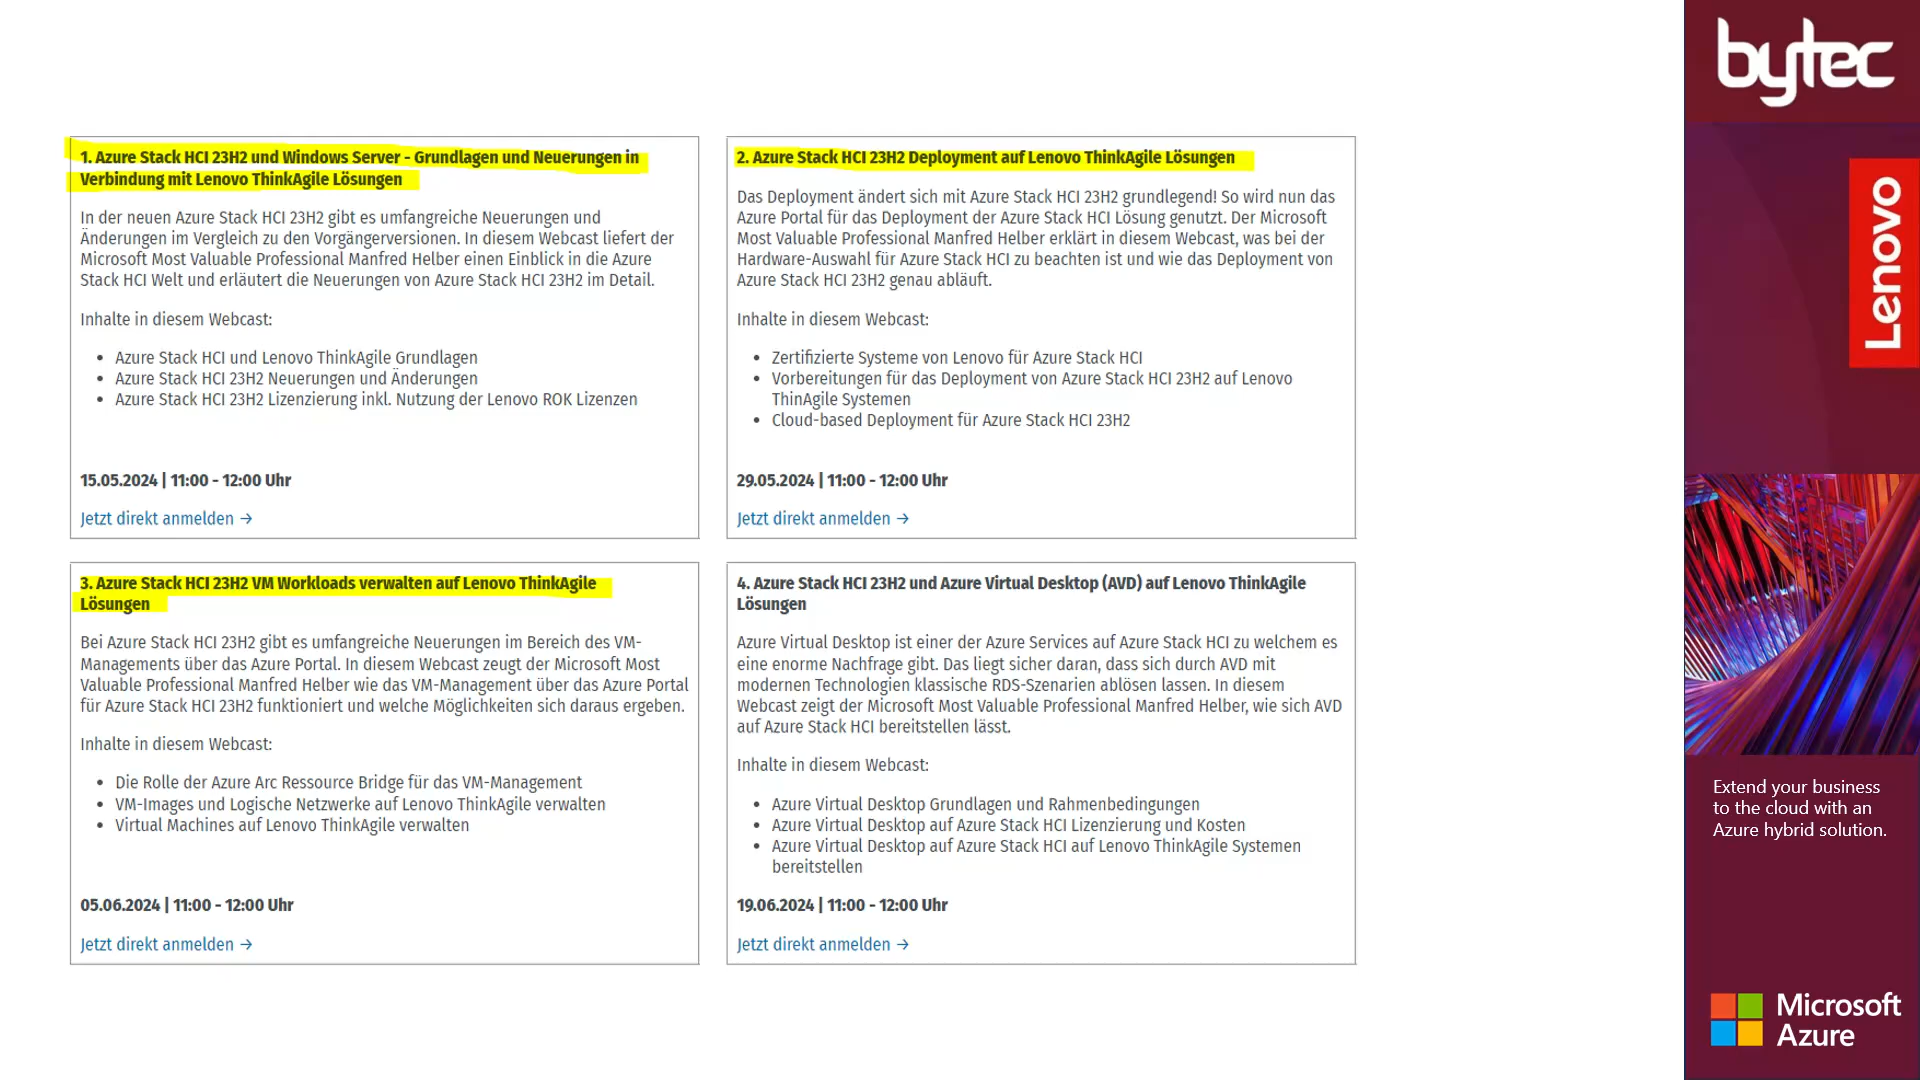 1. Azure Stack HCI 23H2 und Windows Server - Grundlagen und Neuerungen in
Verbindung mit Lenovo ThinkAgile Lösungen
In der neuen Azure Stack HCI 23H2 gibt es umfangreiche Neuerungen und
Änderungen im Vergleich zu den Vorgängerversionen. In diesem Webcast liefert der
Microsoft Most Valuable Professional Manfred Helber einen Einblick in die Azure
Stack HCI Welt und erläutert die Neuerungen von Azure Stack HCI 23H2 im Detail.
Inhalte in diesem Webcast:
• Azure Stack HCI und Lenovo ThinkAgile Grundlagen
• Azure Stack HCI 23H2 Neuerungen und Änderungen
• Azure Stack HCI 23H2 Lizenzierung inkl. Nutzung der Lenovo ROK Lizenzen
15.05.2024 | 11:00 - 12:00 Uhr
Jetzt direkt anmelden →
2. Azure Stack HCI 23H2 Deployment auf Lenovo ThinkAgile Lösungen
Das Deployment ändert sich mit Azure Stack HCI 23H2 grundlegend! So wird nun das
Azure Portal für das Deployment der Azure Stack HCI Lösung genutzt. Der Microsoft
Most Valuable Professional Manfred Helber erklärt in diesem Webcast, was bei der
Hardware-Auswahl für Azure Stack HCI zu beachten ist und wie das Deployment von
Azure Stack HCI 23H2 genau abläuft.
Inhalte in diesem Webcast:
• Zertifizierte Systeme von Lenovo für Azure Stack HCI
• Vorbereitungen für das Deployment von Azure Stack HCI 23H2 auf Lenovo
ThinAgile Systemen
• Cloud-based Deployment für Azure Stack HCI 23H2
29.05.2024 | 11:00 - 12:00 Uhr
Jetzt direkt anmelden →
3. Azure Stack HCI 23H2 VM Workloads verwalten auf Lenovo ThinkAgile
Lösungen
Bei Azure Stack HCI 23H2 gibt es umfangreiche Neuerungen im Bereich des VM-
Managements über das Azure Portal. In diesem Webcast zeugt der Microsoft Most
Valuable Professional Manfred Helber wie das VM-Management über das Azure Portal
für Azure Stack HCI 23H2 funktioniert und welche Möglichkeiten sich daraus ergeben.
Inhalte in diesem Webcast:
• Die Rolle der Azure Arc Ressource Bridge für das VM-Management
• VM-Images und Logische Netzwerke auf Lenovo ThinkAgile verwalten
• Virtual Machines auf Lenovo ThinkAgile verwalten
05.06.2024 | 11:00 - 12:00 Uhr
Jetzt direkt anmelden →
4. Azure Stack HCI 23H2 und Azure Virtual Desktop (AVD) auf Lenovo ThinkAgile
Lösungen
Azure Virtual Desktop ist einer der Azure Services auf Azure Stack HCI zu welchem es
eine enorme Nachfrage gibt. Das liegt sicher daran, dass sich durch AVD mit
modernen Technologien klassische RDS-Szenarien ablösen lassen. In diesem
Webcast zeigt der Microsoft Most Valuable Professional Manfred Helber, wie sich AVD
auf Azure Stack HCI bereitstellen lässt.
Inhalte in diesem Webcast:
• Azure Virtual Desktop Grundlagen und Rahmenbedingungen
• Azure Virtual Desktop auf Azure Stack HCI Lizenzierung und Kosten
• Azure Virtual Desktop auf Azure Stack HCI auf Lenovo ThinkAgile Systemen
bereitstellen
19.06.2024 | 11:00 - 12:00 Uhr
Jetzt direkt anmelden →
bytec
Lenovo
Extend your business
to the cloud with an
Azure hybrid solution.
Microsoft
Azure